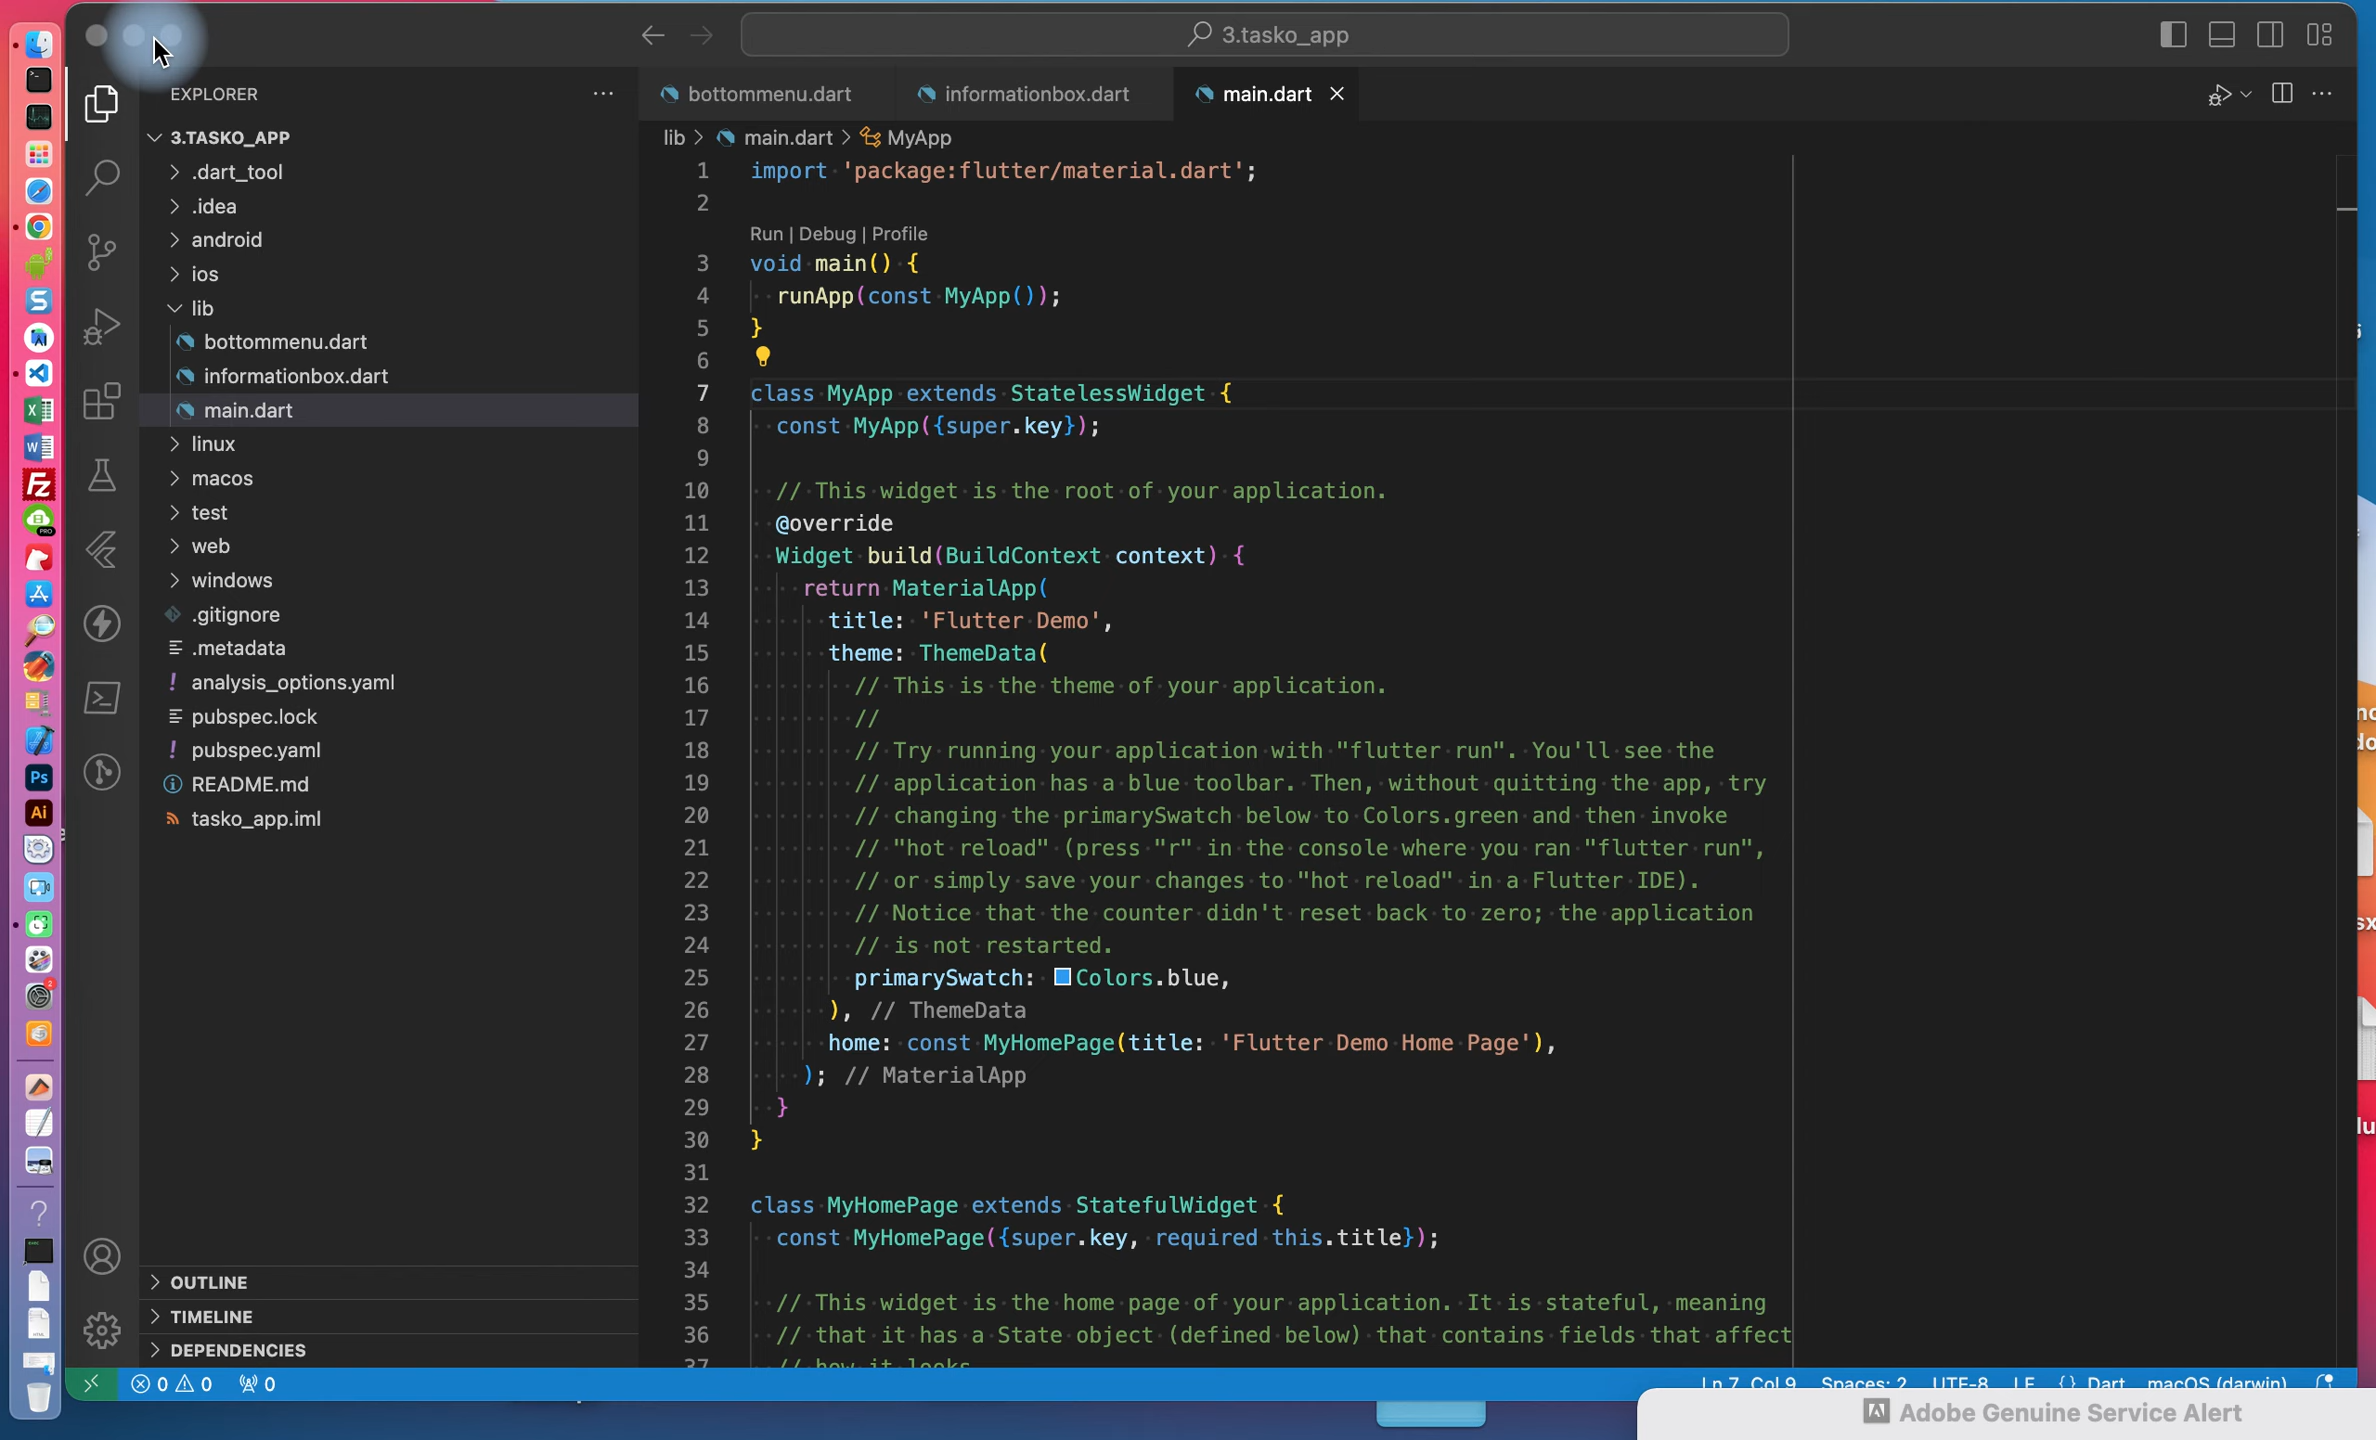 3.tasko_app
EXPLORER
3.TASKO_APP
.dart_tool
.idea
android
ios
lib
bottommenu.dart
informationbox.dart
main.dart
linux
macos
test
web
windows
.gitignore
.metadata
! analysis_options.yaml
pubspec.lock
! pubspec.yaml
README.md
tasko_app.iml
OUTLINE
TIMELINE
DEPENDENCIES
bottommenu.dart informationbox.dart main.dart
lib > main.dart > MyApp
1 import 'package:flutter/material.dart';
2
Run | Debug | Profile
3 void main() {
4 runApp(const MyApp());
5 }
6
7 class MyApp extends StatelessWidget {
8 const MyApp({super.key});
9
10 // This widget is the root of your application.
11 @override
12 Widget build(BuildContext context) {
13 return MaterialApp(
14 title: 'Flutter Demo',
15 theme: ThemeData(
16 // This is the theme of your application.
17 //
18 // Try running your application with "flutter run". You'll see the
19 // application has a blue toolbar. Then, without quitting the app, try
20 // changing the primarySwatch below to Colors.green and then invoke
21 // "hot reload" (press "r" in the console where you ran "flutter run",
22 // or simply save your changes to "hot reload" in a Flutter IDE).
23 // Notice that the counter didn't reset back to zero; the application
24 // is not restarted.
25 primarySwatch: Colors.blue,
26 ), // ThemeData
27 home: const MyHomePage(title: 'Flutter Demo Home Page'),
28 ); // MaterialApp
29 }
30 }
31
32 class MyHomePage extends StatefulWidget {
33 const MyHomePage({super.key, required this.title});
34
35 // This widget is the home page of your application. It is stateful, meaning
36 // that it has a State object (defined below) that contains fields that affect
37 // how it looks
0 0 0
Ln 7, Col 9 Spaces: 2 UTF-8 LF {} Dart macOS (darwin)
Adobe Genuine Service Alert
Ps
Ai
PRO
2